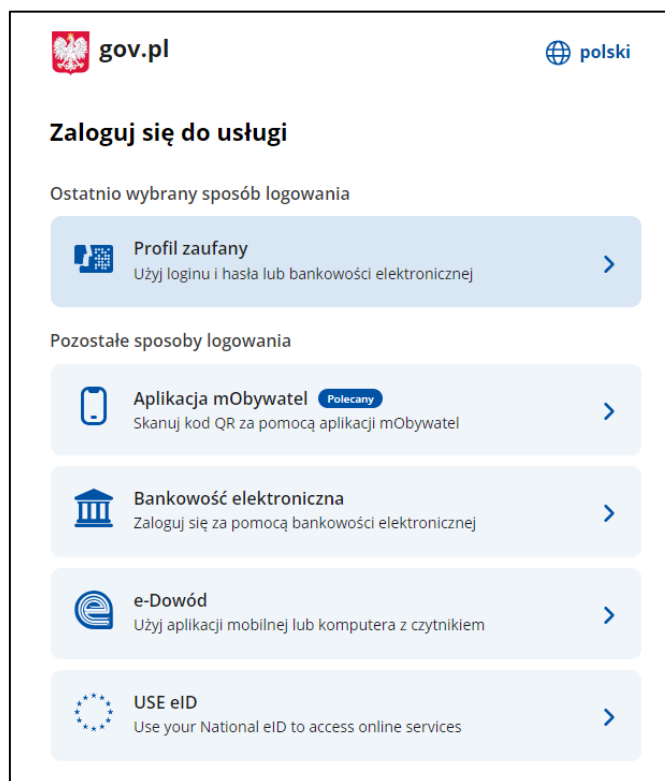 gov.pl
polski
Zaloguj się do usługi
Ostatnio wybrany sposób logowania
Profil zaufany
Użyj loginu i hasła lub bankowości elektronicznej
Pozostałe sposoby logowania
Aplikacja mObywatel Polecany
Skanuj kod QR za pomocą aplikacji mObywatel
Bankowość elektroniczna
Zaloguj się za pomocą bankowości elektronicznej
e-Dowód
Użyj aplikacji mobilnej lub komputera z czytnikiem
USE eID
Use your National eID to access online services